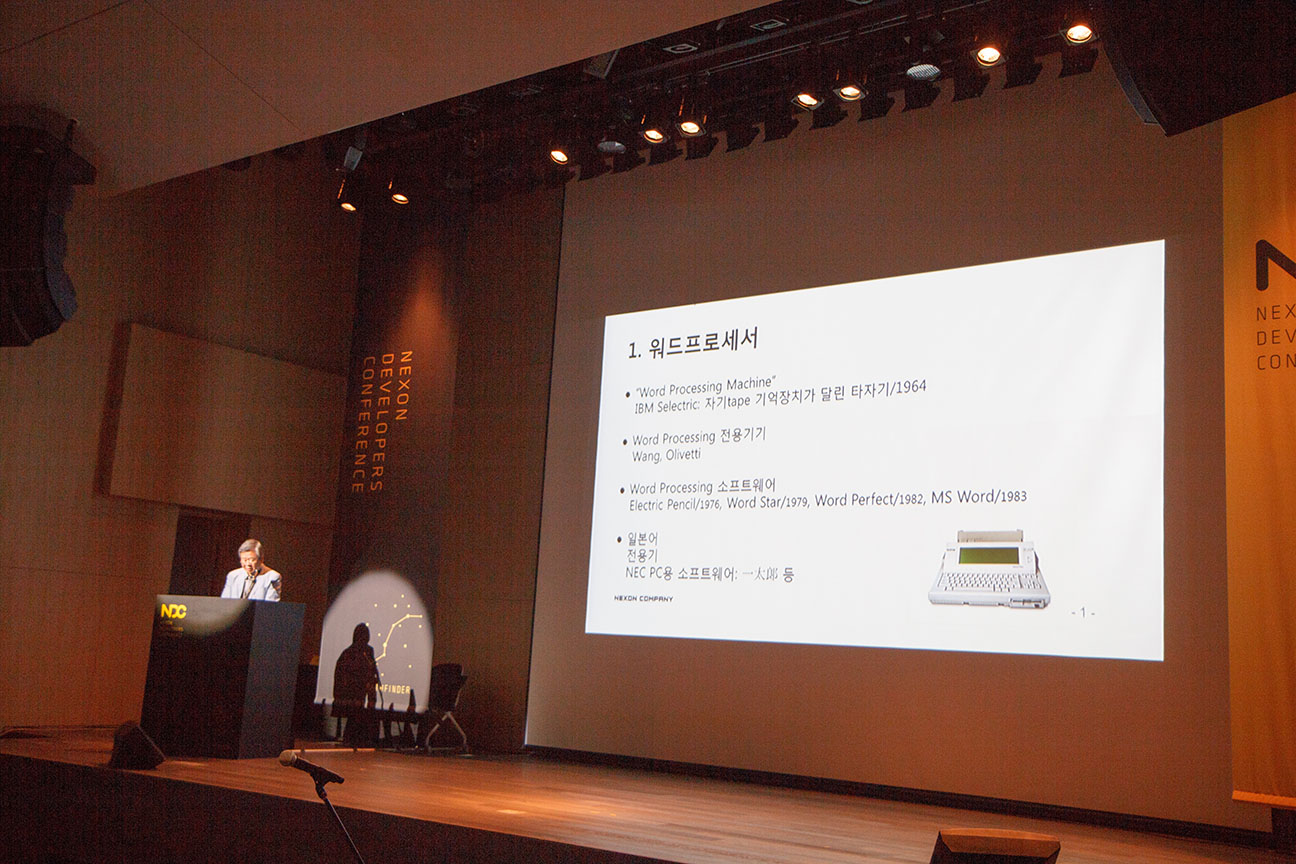 NEXON
DEVELOPERS
CONFERENCE
NDC
FINDER
1. 워드프로세서
● "Word Processing Machine"
IBM Selectric: 자기tape 기억장치가 달린 타자기/1964
● Word Processing 전용기기
Wang, Olivetti
● Word Processing 소프트웨어
Electric Pencil/1976, Word Star/1979, Word Perfect/1982, MS Word/1983
● 일본어
전용기
NEC PC용 소프트웨어: 一太郎 등
NEXON COMPANY
- 1 -
N
NEX
DEV
CON